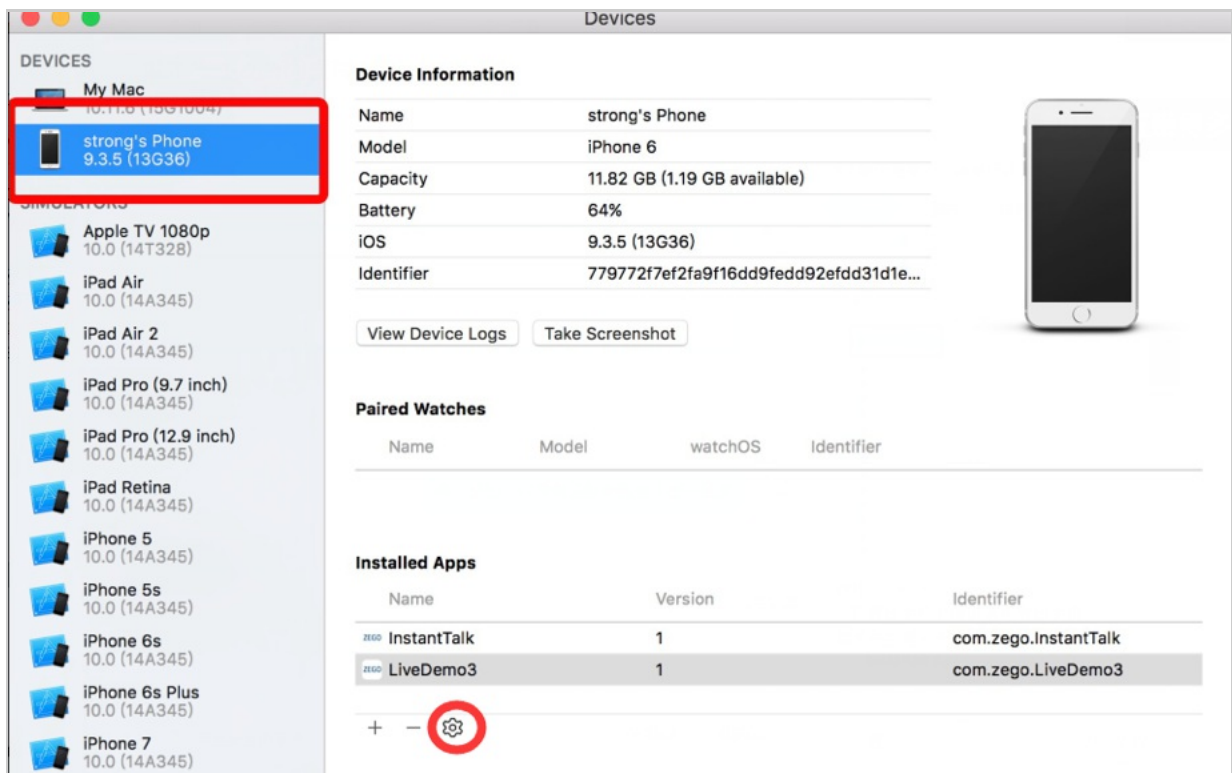 Devices
DEVICES
My Mac
10.11.6 (15G1004)
strong's Phone
9.3.5 (13G36)
SIMULATORS
Apple TV 1080p
10.0 (14T328)
iPad Air
10.0 (14A345)
iPad Air 2
10.0 (14A345)
iPad Pro (9.7 inch)
10.0 (14A345)
iPad Pro (12.9 inch)
10.0 (14A345)
iPad Retina
10.0 (14A345)
iPhone 5
10.0 (14A345)
iPhone 5s
10.0 (14A345)
iPhone 6s
10.0 (14A345)
iPhone 6s Plus
10.0 (14A345)
iPhone 7
10.0 (14A345)
Device Information
Name strong's Phone
Model iPhone 6
Capacity 11.82 GB (1.19 GB available)
Battery 64%
iOS 9.3.5 (13G36)
Identifier 779772f7ef2fa9f16dd9fedd92efdd31d1e...
View Device Logs Take Screenshot
Paired Watches
Name Model watchOS Identifier
Installed Apps
Name Version Identifier
ZEGO InstantTalk 1 com.zego.InstantTalk
ZEGO LiveDemo3 1 com.zego.LiveDemo3
+ −